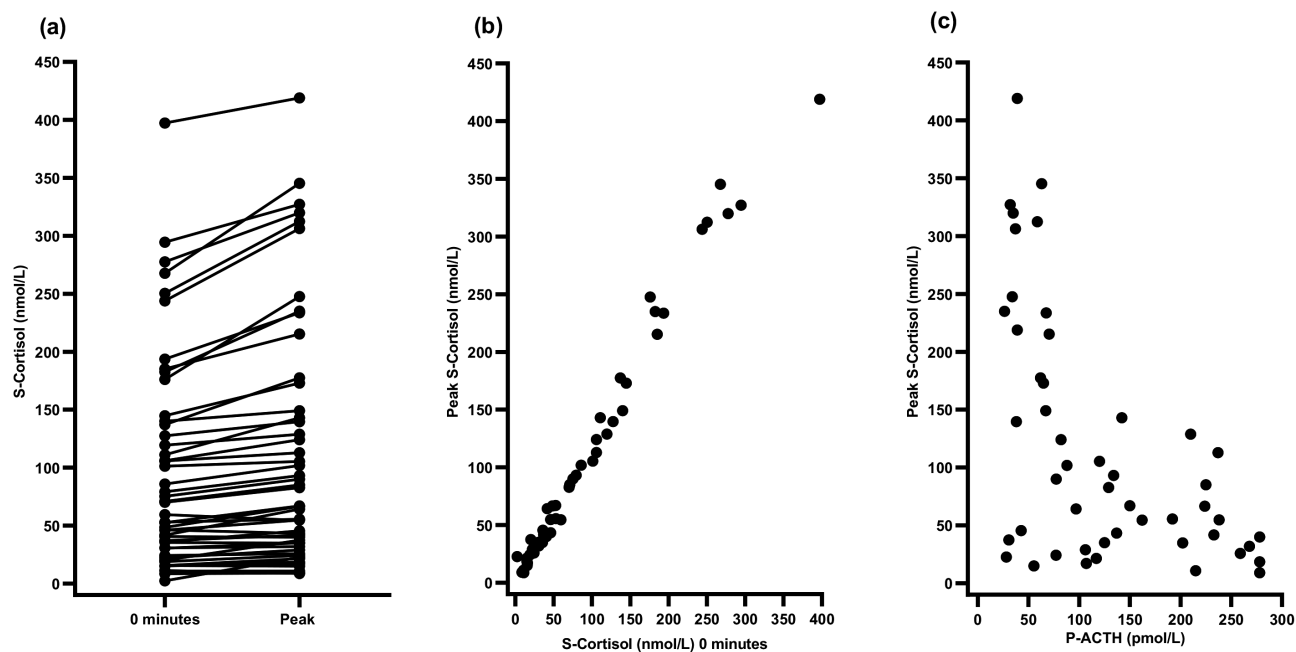 (a)
S-Cortisol (nmol/L)
450
400
350
300
250
200
150
100
50
0
0 minutes Peak
(b)
Peak S-Cortisol (nmol/L)
450
400
350
300
250
200
150
100
50
0
0 50 100 150 200 250 300 350 400
S-Cortisol (nmol/L) 0 minutes
(c)
Peak S-Cortisol (nmol/L)
450
400
350
300
250
200
150
100
50
0
0 50 100 150 200 250 300
P-ACTH (pmol/L)